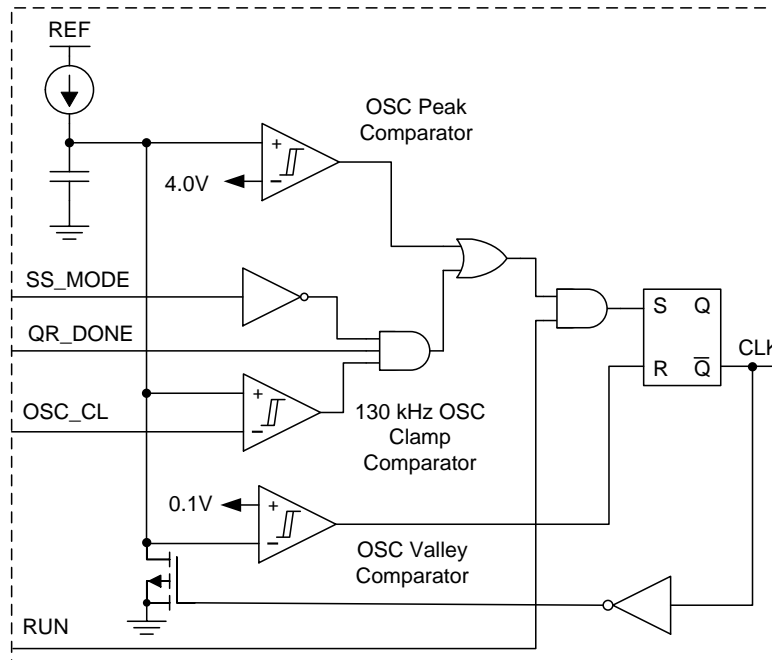 REF
OSC Peak
Comparator
+
4.0V
−
SS_MODE
QR_DONE
S Q
R Q̅
CLK
OSC_CL
+
−
130 kHz OSC
Clamp
Comparator
0.1V
+
−
OSC Valley
Comparator
RUN